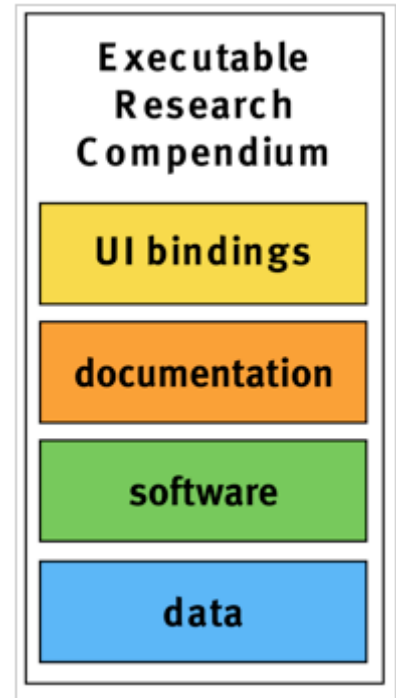 Executable
Research
Compendium
UI bindings
documentation
software
data